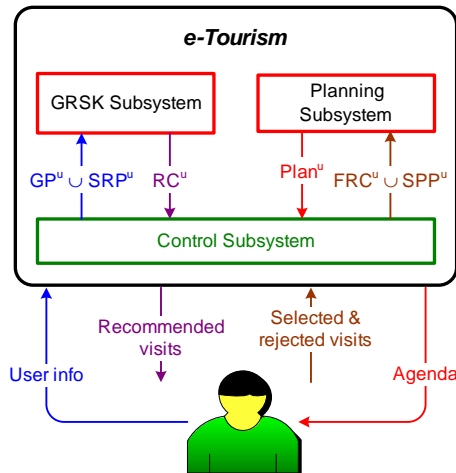 e-Tourism
GRSK Subsystem
Planning
Subsystem
GPᵘ ∪ SRPᵘ
RCᵘ
Planᵘ
FRCᵘ ∪ SPPᵘ
Control Subsystem
Recommended
visits
Selected &
rejected visits
User info
Agenda